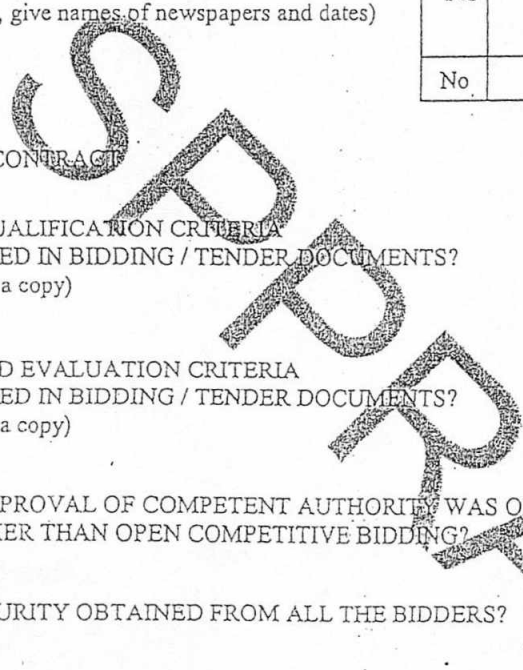 , give names of newspapers and dates)
No
CONTRACT
UALIFICATION CRITERIA
ED IN BIDDING / TENDER DOCUMENTS?
a copy)
D EVALUATION CRITERIA
ED IN BIDDING / TENDER DOCUMENTS?
a copy)
PROVAL OF COMPETENT AUTHORITY WAS O
ER THAN OPEN COMPETITIVE BIDDING?
URITY OBTAINED FROM ALL THE BIDDERS?
SPPR